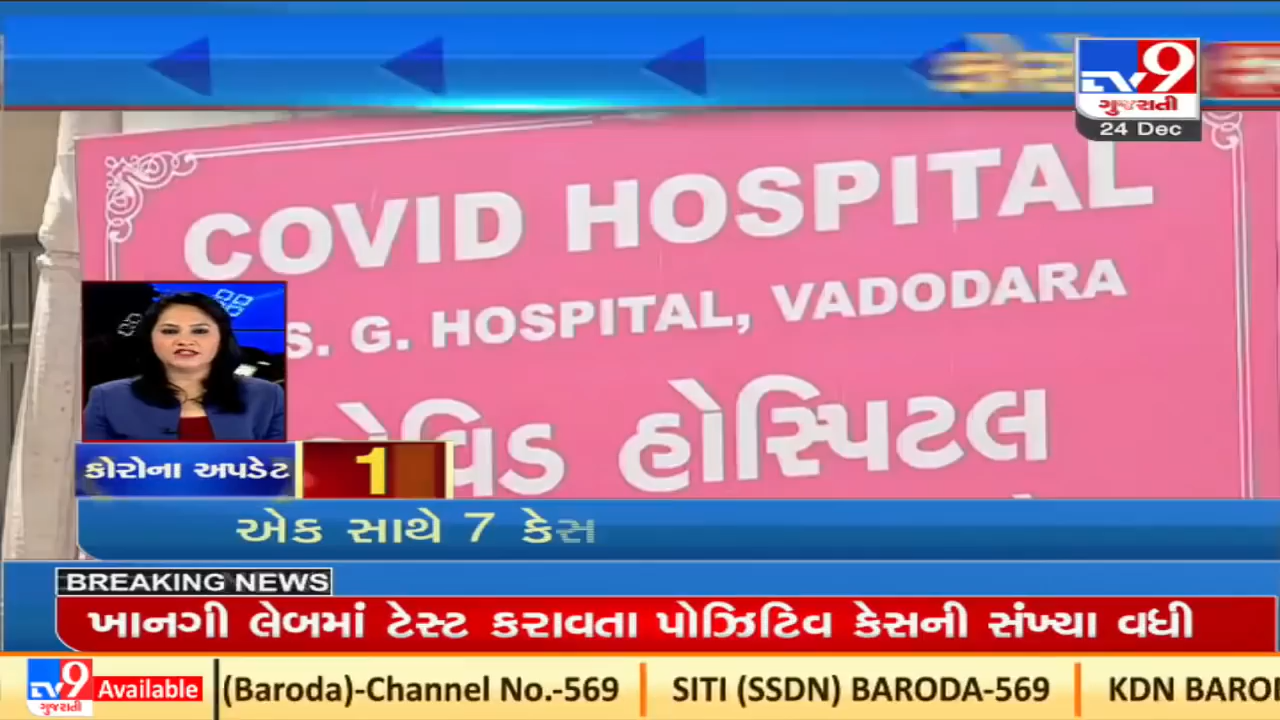 TV9
ગુજરાતી
24 Dec
COVID HOSPITAL
S. G. HOSPITAL, VADODARA
હોસ્પિટલ
કોરોના અપડેટ
1
એક સાથે 7 કેસ
BREAKING NEWS
ખાનગી લેબમાં ટેસ્ટ કરાવતા પોઝિટિવ કેસની સંખ્યા વધી
TV9
ગુજરાતી
Available
(Baroda)-Channel No.-569
SITI (SSDN) BARODA-569
KDN